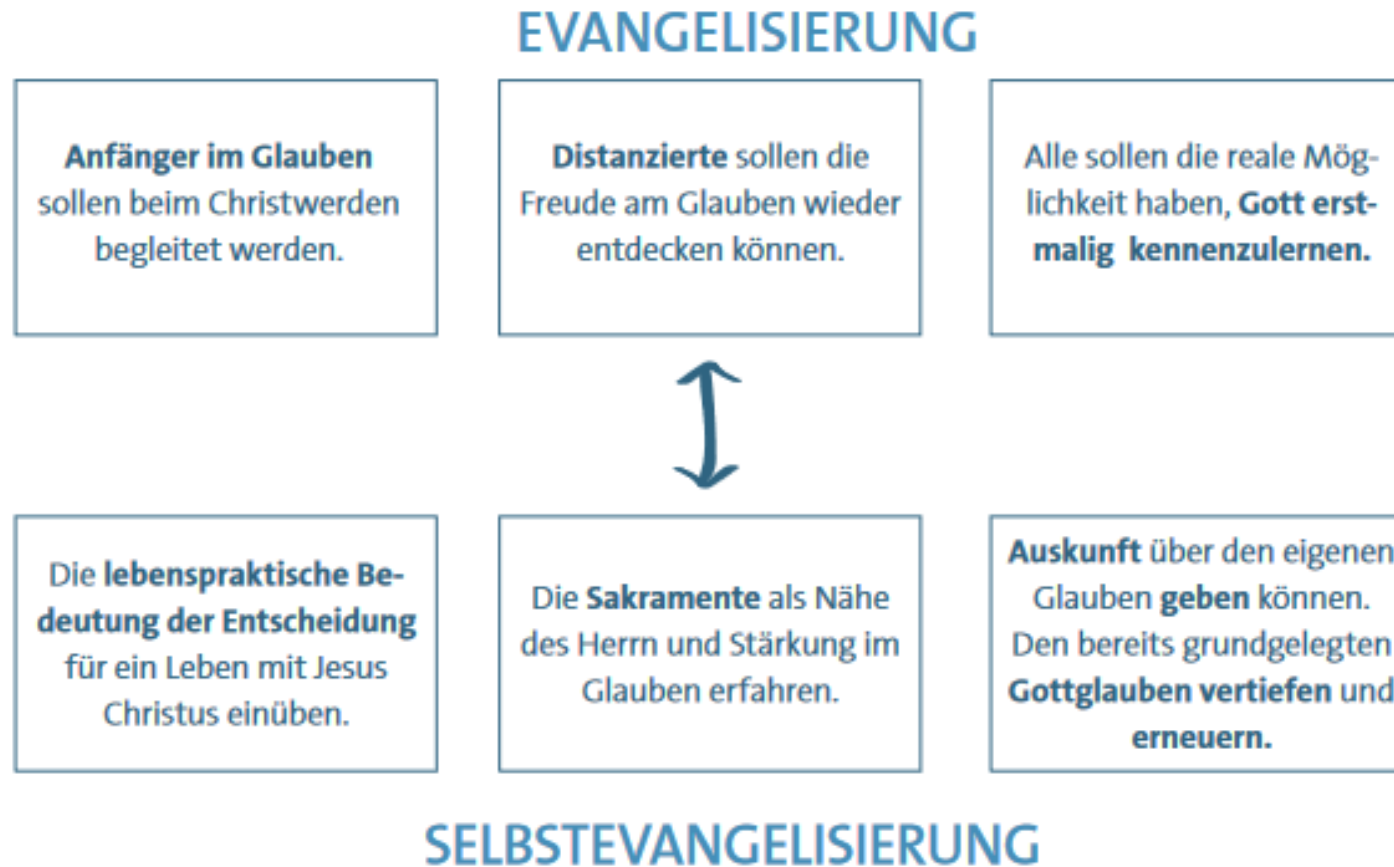 EVANGELISIERUNG
Anfänger im Glauben
sollen beim Christwerden
begleitet werden.
Distanzierte sollen die
Freude am Glauben wieder
entdecken können.
Alle sollen die reale Mög-
lichkeit haben, Gott erst-
malig kennenzulernen.
Die lebenspraktische Be-
deutung der Entscheidung
für ein Leben mit Jesus
Christus einüben.
Die Sakramente als Nähe
des Herrn und Stärkung im
Glauben erfahren.
Auskunft über den eigenen
Glauben geben können.
Den bereits grundgelegten
Gottglauben vertiefen und
erneuern.
SELBSTEVANGELISIERUNG